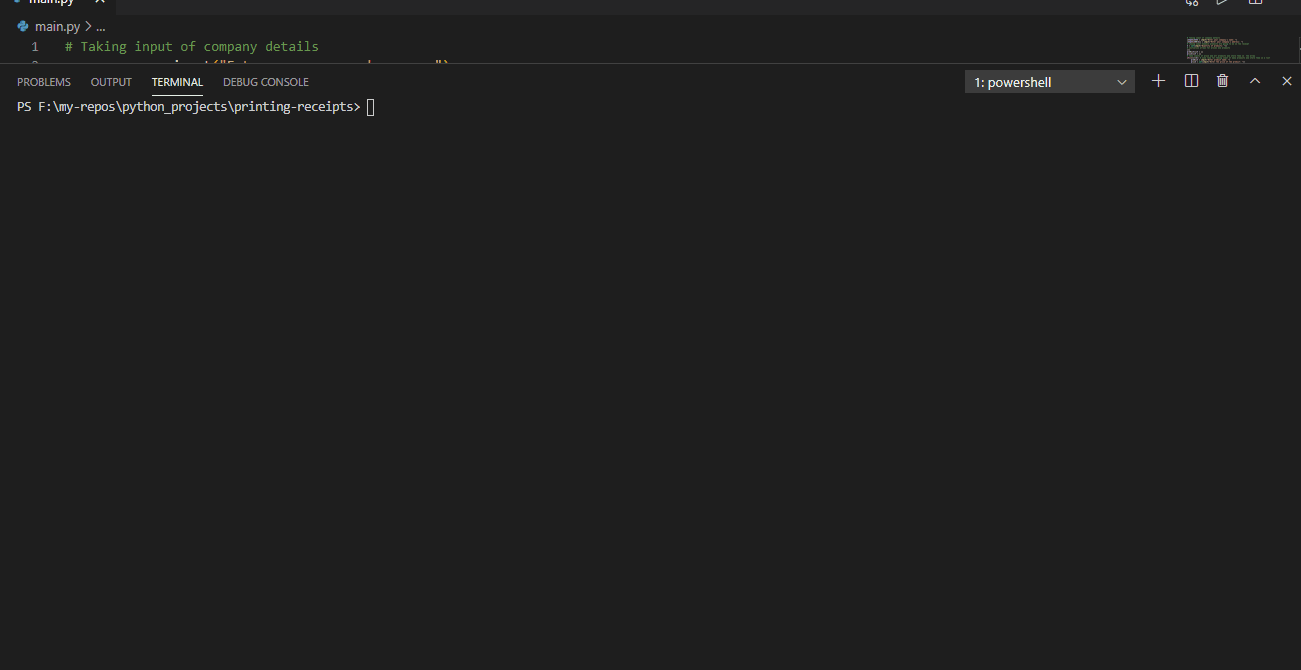 main.py
main.py > ...
1 # Taking input of company details
PROBLEMS OUTPUT TERMINAL DEBUG CONSOLE 1: powershell
PS F:\my-repos\python_projects\printing-receipts>